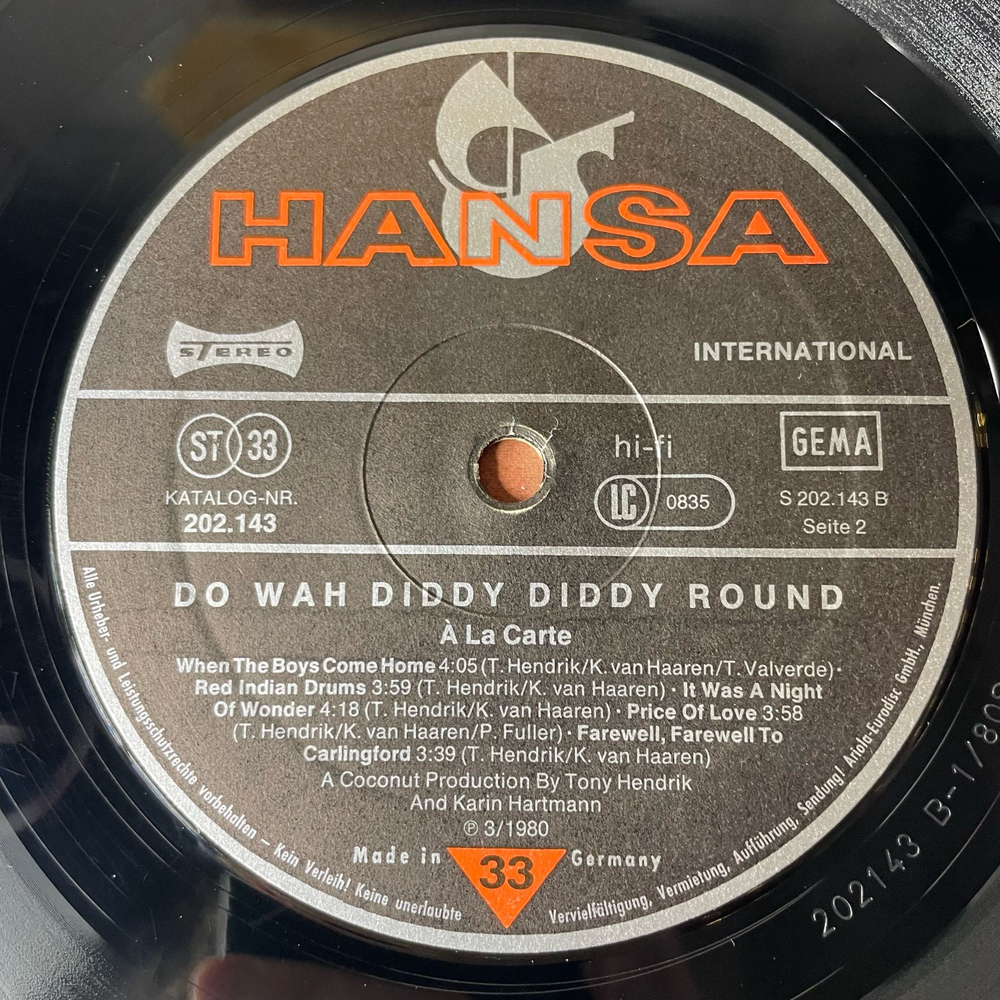 HANSA
STEREO
INTERNATIONAL
ST 33
hi-fi
GEMA
KATALOG-NR.
202.143
LC 0835
S 202.143 B
Seite 2
DO WAH DIDDY DIDDY ROUND
À La Carte
When The Boys Come Home 4:05 (T. Hendrik/K. van Haaren/T. Valverde)·
Red Indian Drums 3:59 (T. Hendrik/K. van Haaren) · It Was A Night
Of Wonder 4:18 (T. Hendrik/K. van Haaren) · Price Of Love 3:58
(T. Hendrik/K. van Haaren/P. Fuller)· Farewell, Farewell To
Carlingford 3:39 (T. Hendrik/K. van Haaren)
A Coconut Production By Tony Hendrik
And Karin Hartmann
℗ 3/1980
Made in 33 Germany
Alle Urheber- und Leistungsschutzrechte vorbehalten – Kein Verleih! Keine unerlaubte Vervielfältigung, Vermietung, Aufführung, Sendung! Ariola-Eurodisc GmbH., München.
202143 B-1/80